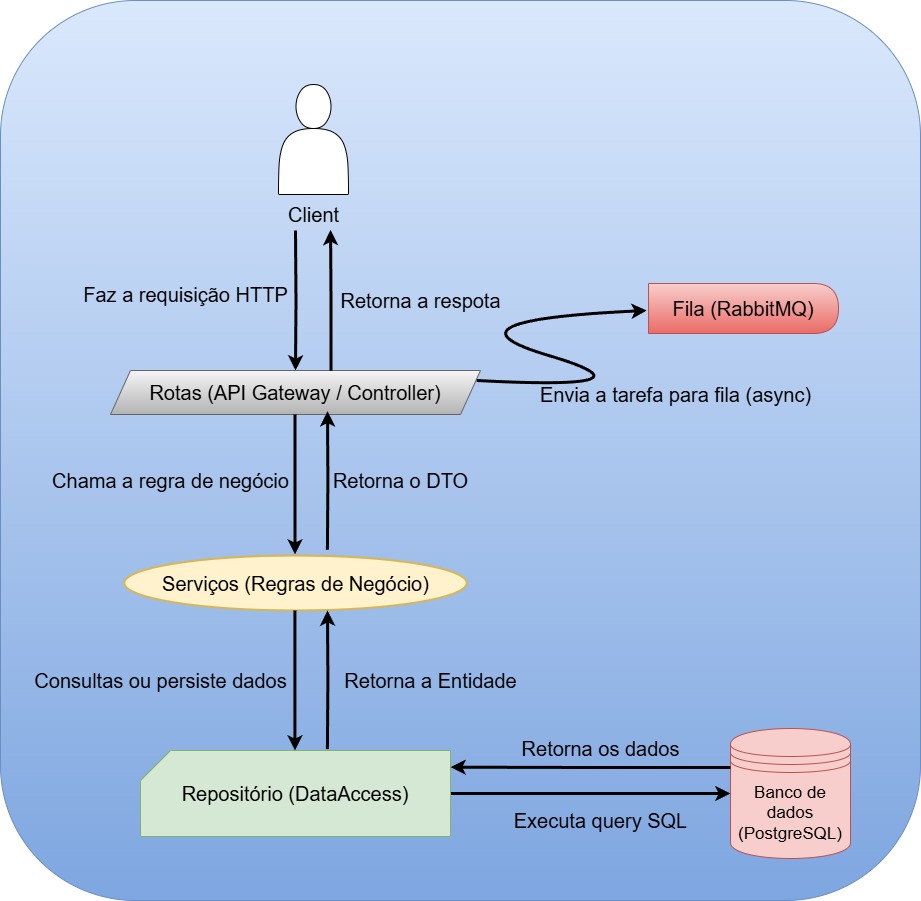 Client
Faz a requisição HTTP
Retorna a respota
Fila (RabbitMQ)
Rotas (API Gateway / Controller)
Envia a tarefa para fila (async)
Chama a regra de negócio
Retorna o DTO
Serviços (Regras de Negócio)
Consultas ou persiste dados
Retorna a Entidade
Retorna os dados
Repositório (DataAccess)
Banco de
dados
(PostgreSQL)
Executa query SQL